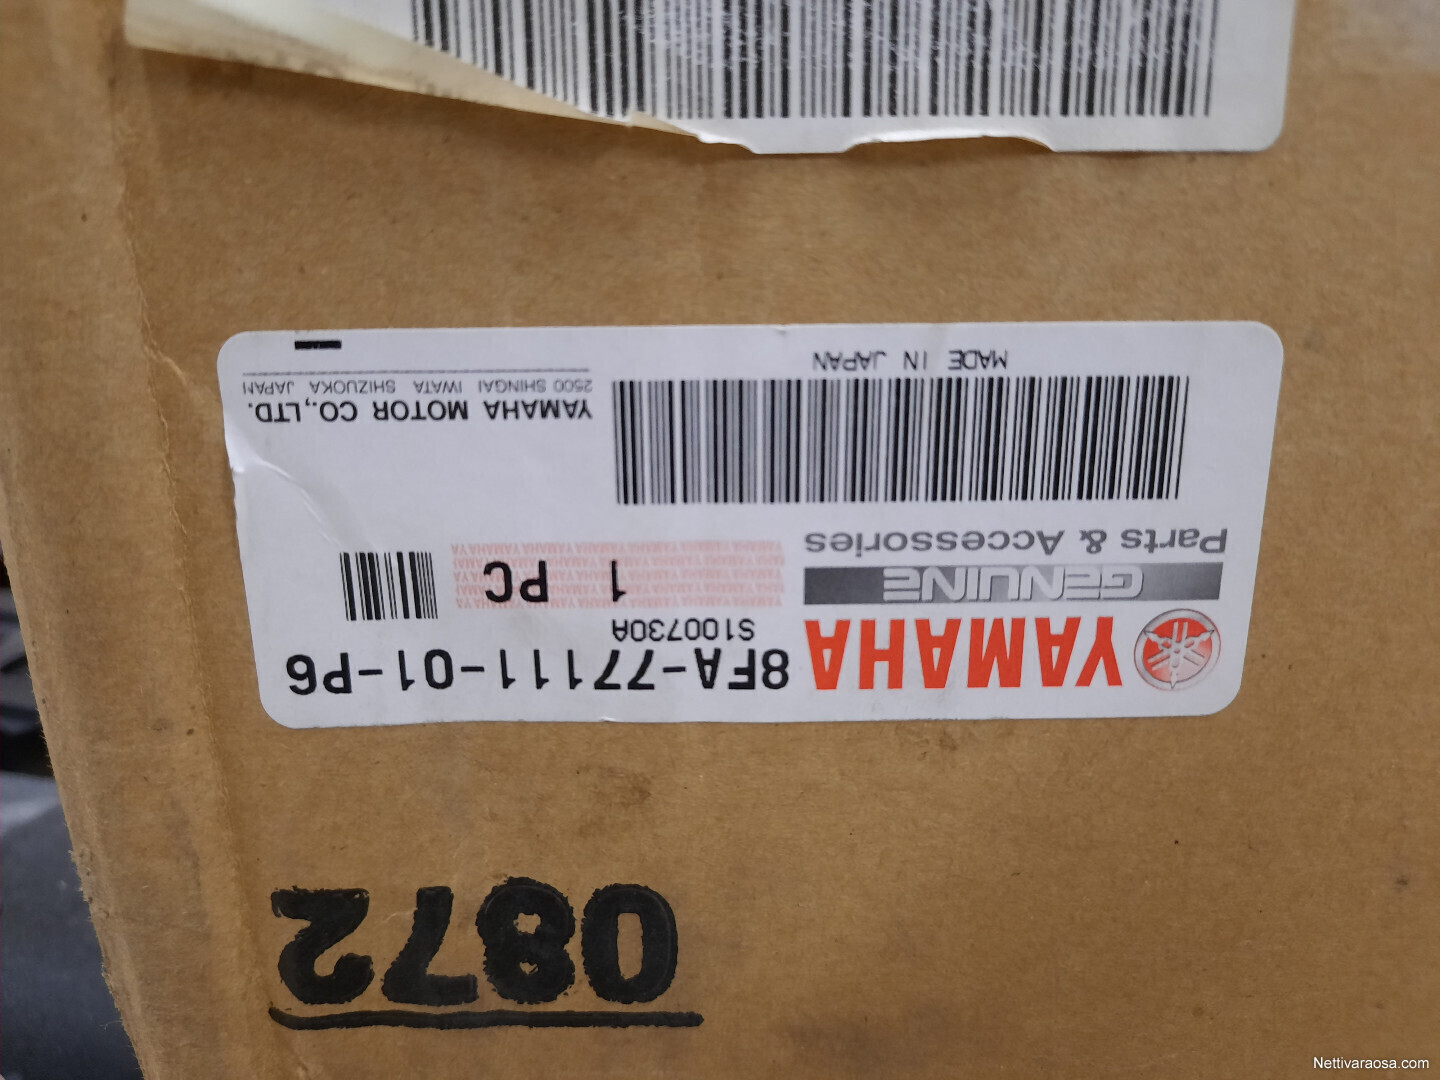 0872
YAMAHA
GENUINE
Parts & Accessories
8FA-77111-01-P6
S100730A
1 PC
MADE IN JAPAN
YAMAHA MOTOR CO.,LTD.
2500 SHINGAI IWATA SHIZUOKA JAPAN
Nettivaraosa.com